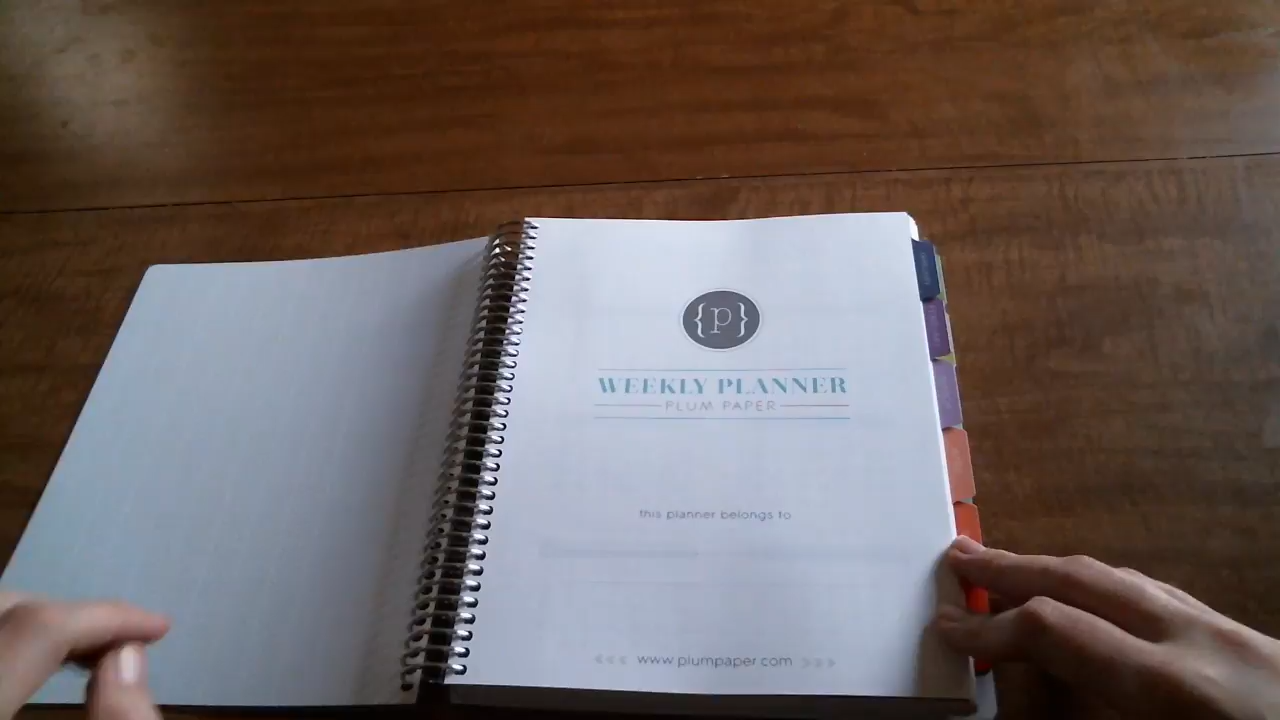 {p}
WEEKLY PLANNER
PLUM PAPER
this planner belongs to
<<< www.plumpaper.com >>>